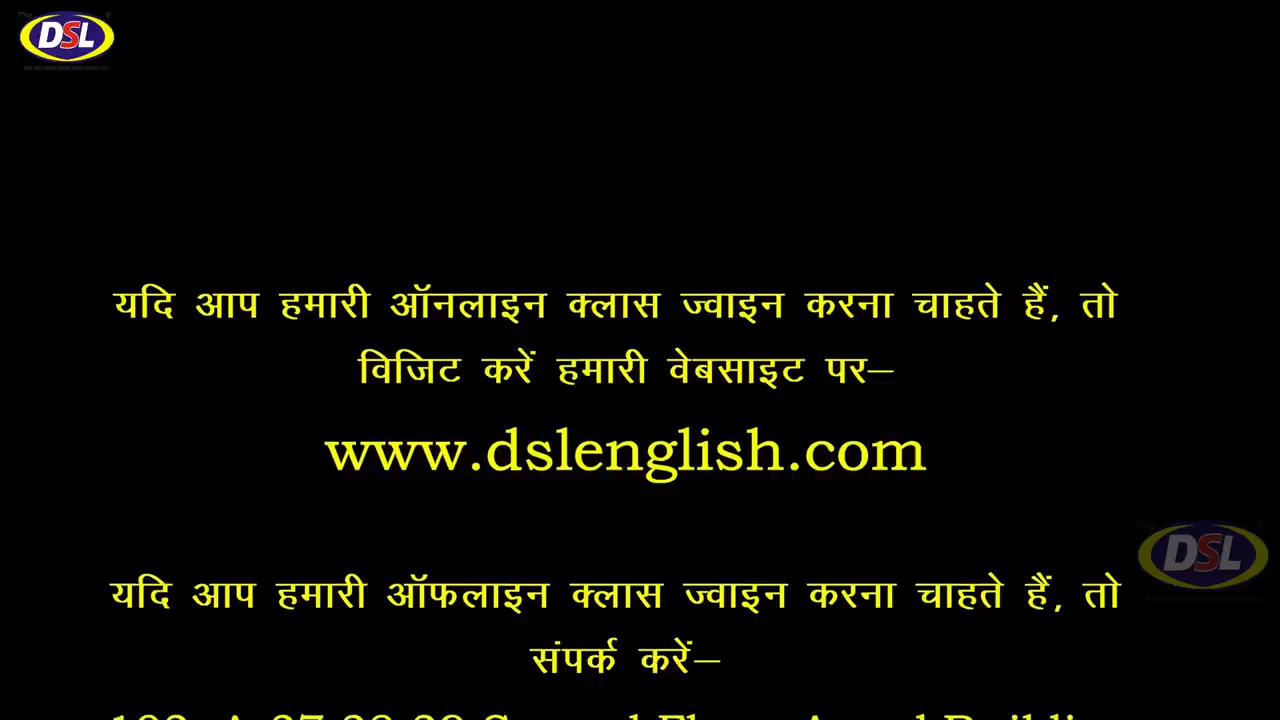 DSL
यदि आप हमारी ऑनलाइन क्लास ज्वाइन करना चाहते हैं, तो
विजिट करें हमारी वेबसाइट पर–
www.dslenglish.com
DSL
यदि आप हमारी ऑफलाइन क्लास ज्वाइन करना चाहते हैं, तो
संपर्क करें–